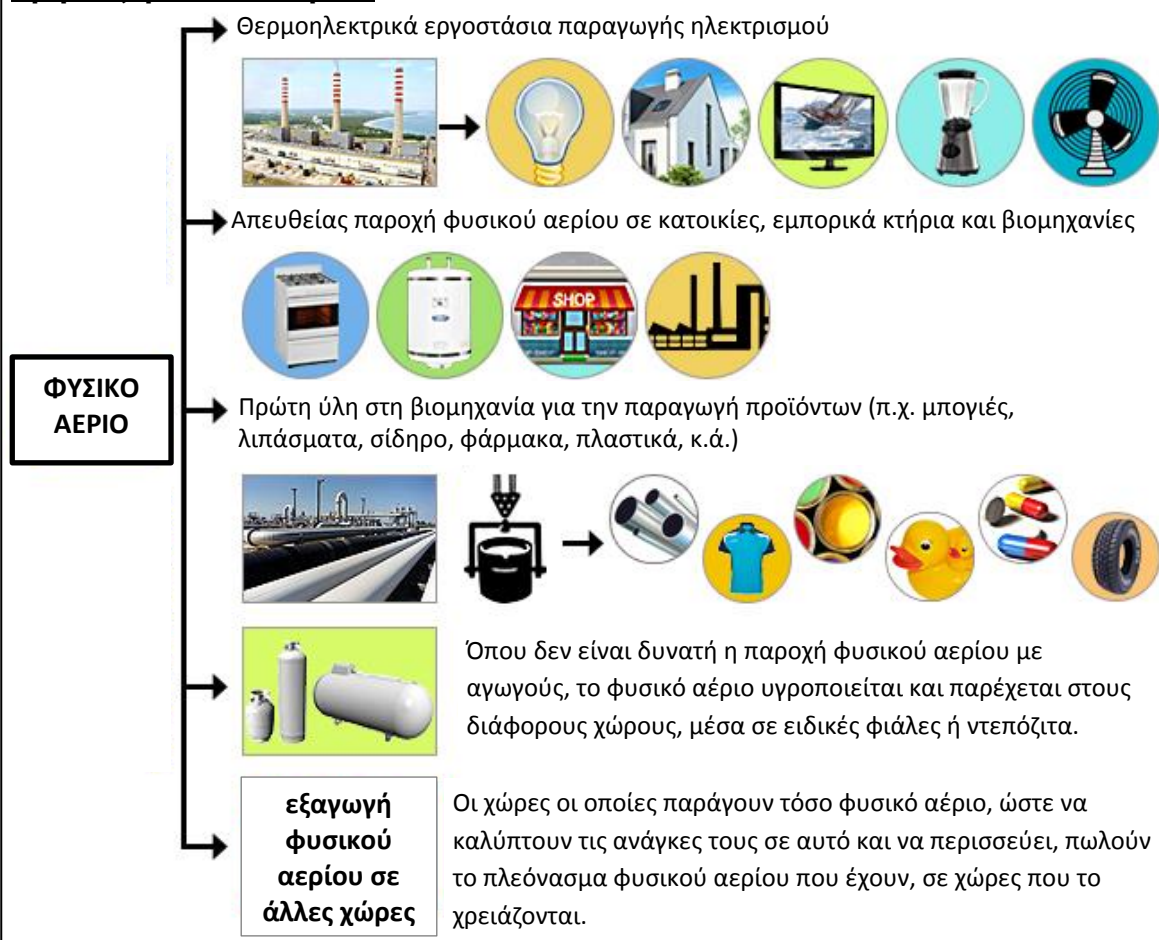 Θερμοηλεκτρικά εργοστάσια παραγωγής ηλεκτρισμού
Απευθείας παροχή φυσικού αερίου σε κατοικίες, εμπορικά κτήρια και βιομηχανίες
SHOP
ΦΥΣΙΚΟ
ΑΕΡΙΟ
Πρώτη ύλη στη βιομηχανία για την παραγωγή προϊόντων (π.χ. μπογιές,
λιπάσματα, σίδηρο, φάρμακα, πλαστικά, κ.ά.)
Όπου δεν είναι δυνατή η παροχή φυσικού αερίου με
αγωγούς, το φυσικό αέριο υγροποιείται και παρέχεται στους
διάφορους χώρους, μέσα σε ειδικές φιάλες ή ντεπόζιτα.
εξαγωγή
φυσικού
αερίου σε
άλλες χώρες
Οι χώρες οι οποίες παράγουν τόσο φυσικό αέριο, ώστε να
καλύπτουν τις ανάγκες τους σε αυτό και να περισσεύει, πωλούν
το πλεόνασμα φυσικού αερίου που έχουν, σε χώρες που το
χρειάζονται.